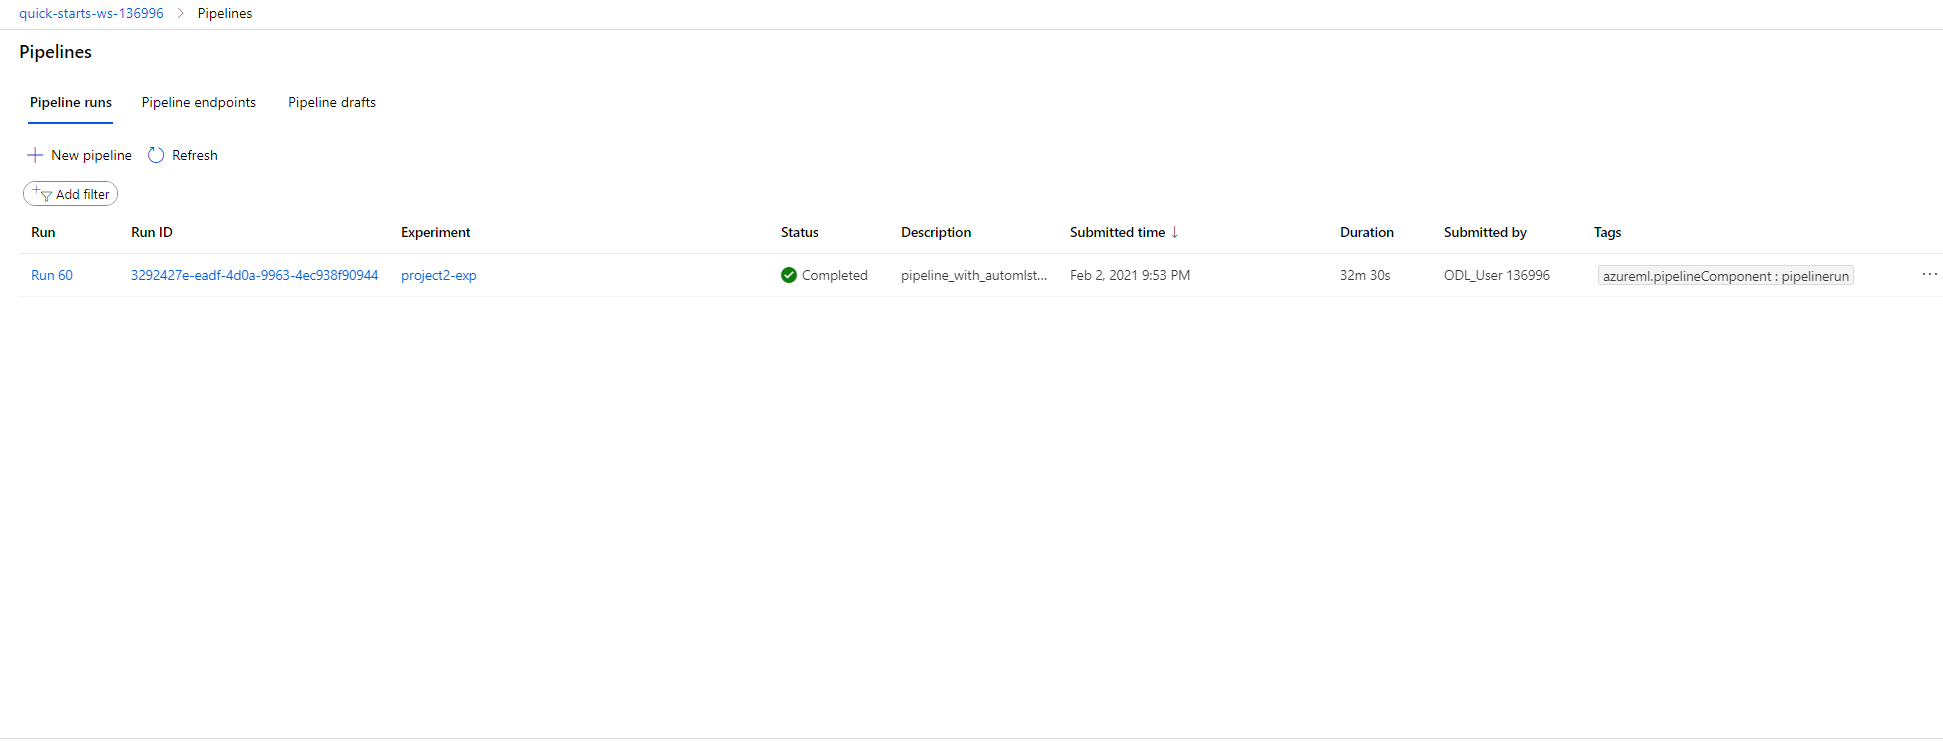 quick-starts-ws-136996 > Pipelines
Pipelines
Pipeline runs Pipeline endpoints Pipeline drafts
New pipeline Refresh
Add filter
Run Run ID Experiment Status Description Submitted time ↓ Duration Submitted by Tags
Run 60 3292427e-eadf-4d0a-9963-4ec938f90944 project2-exp Completed pipeline_with_automlst... Feb 2, 2021 9:53 PM 32m 30s ODL_User 136996 azureml.pipelineComponent : pipelinerun ...